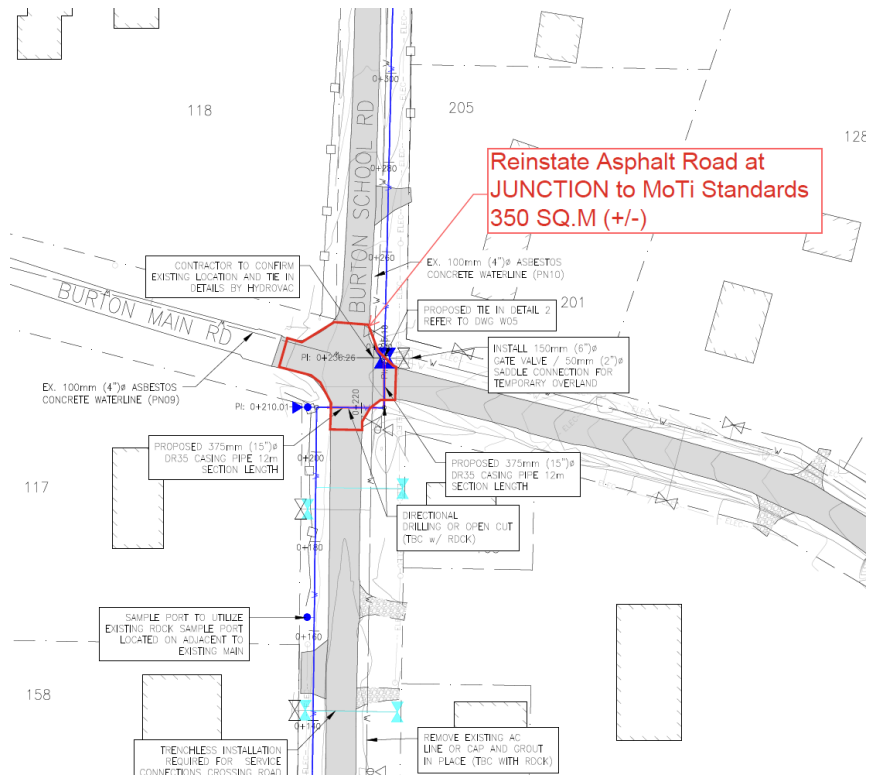 118
205
128
Reinstate Asphalt Road at
JUNCTION to MoTi Standards
350 SQ.M (+/-)
0+300
0+280
0+260
BURTON SCHOOL RD
CONTRACTOR TO CONFIRM
EXISTING LOCATION AND TIE IN
DETAILS BY HYDROVAC
EX. 100mm (4")ø ASBESTOS
CONCRETE WATERLINE (PN10)
201
BURTON MAIN RD
PROPOSED TIE IN DETAIL 2
REFER TO DWG W05
PI: 0+236.26
INSTALL 150mm (6")ø
GATE VALVE / 50mm (2")ø
SADDLE CONNECTION FOR
TEMPORARY OVERLAND
EX. 100mm (4")ø ASBESTOS
CONCRETE WATERLINE (PN09)
PI: 0+210.01
0+220
PROPOSED 375mm (15")ø
DR35 CASING PIPE 12m
SECTION LENGTH
0+200
PROPOSED 375mm (15")ø
DR35 CASING PIPE 12m
SECTION LENGTH
117
DIRECTIONAL
DRILLING OR OPEN CUT
(TBC w/ RDCK)
0+180
SAMPLE PORT TO UTILIZE
EXISTING RDCK SAMPLE PORT
LOCATED ON ADJACENT TO
EXISTING MAIN
0+160
158
0+140
TRENCHLESS INSTALLATION
REQUIRED FOR SERVICE
CONNECTIONS CROSSING ROAD
REMOVE EXISTING AC
LINE OR CAP AND GROUT
IN PLACE (TBC WITH RDCK)